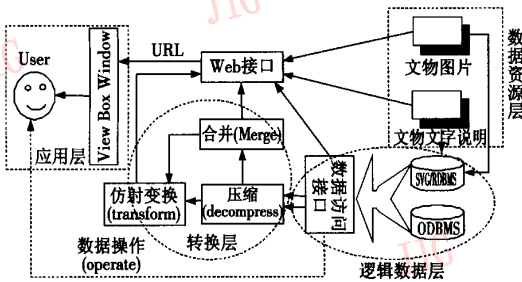 JIG
User
View Box Window
应用层
URL
Web接口
合并(Merge)
仿射变换
(transform)
压缩
(decompress)
转换层
数据操作
(operate)
数据访问
接口
文物图片
文物文字说明
数据资源层
SVG/RDBMS
ODBMS
逻辑数据层
JIG
JIG